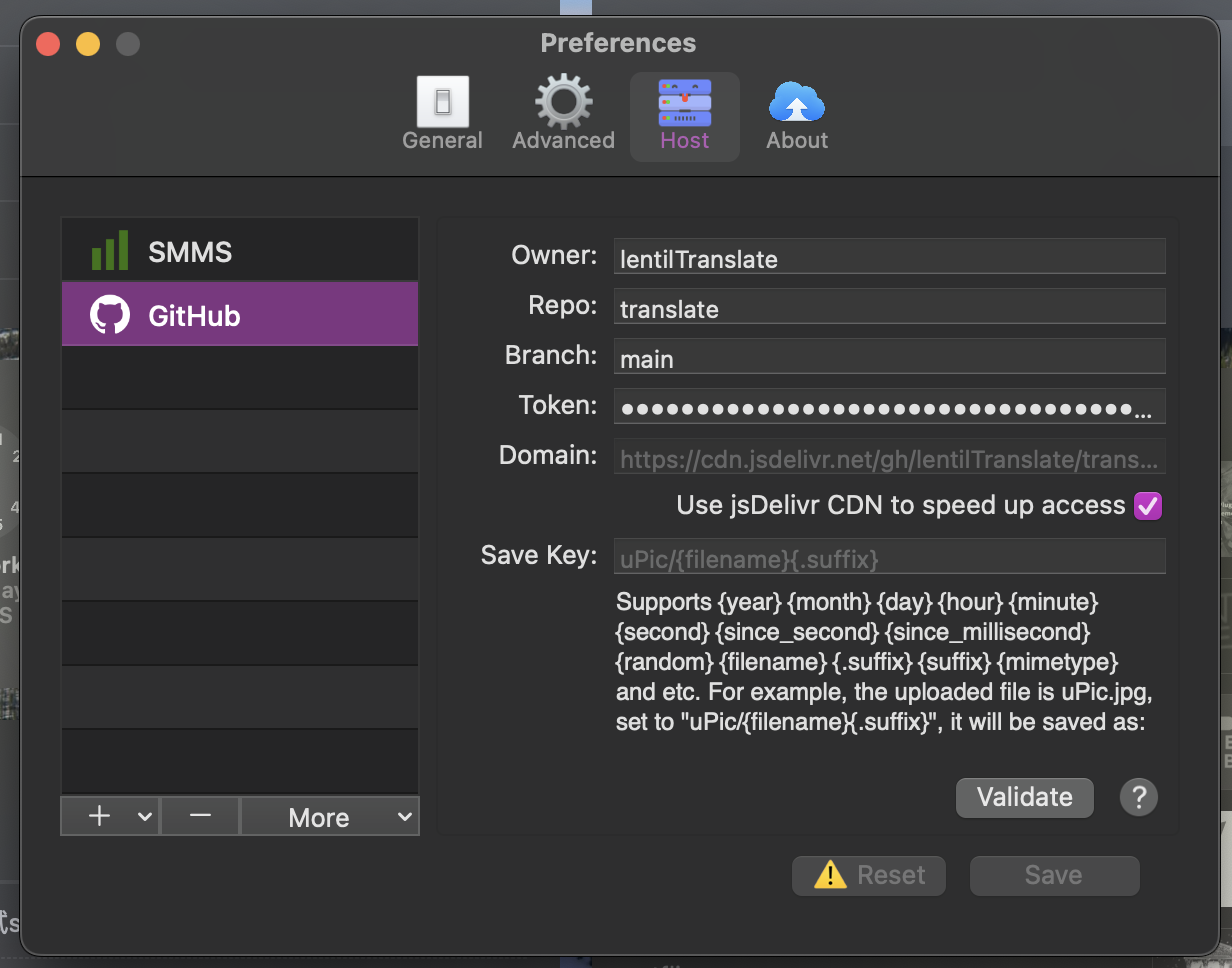 Preferences
General
Advanced
Host
About
SMMS
GitHub
Owner:
lentilTranslate
Repo:
translate
Branch:
main
Token:
●●●●●●●●●●●●●●●●●●●●●●●●●●●●●●●●●●...
Domain:
https://cdn.jsdelivr.net/gh/lentilTranslate/trans...
Use jsDelivr CDN to speed up access
Save Key:
uPic/{filename}{.suffix}
Supports {year} {month} {day} {hour} {minute}
{second} {since_second} {since_millisecond}
{random} {filename} {.suffix} {suffix} {mimetype}
and etc. For example, the uploaded file is uPic.jpg,
set to "uPic/{filename}{.suffix}", it will be saved as:
+
−
More
Validate
?
Reset
Save